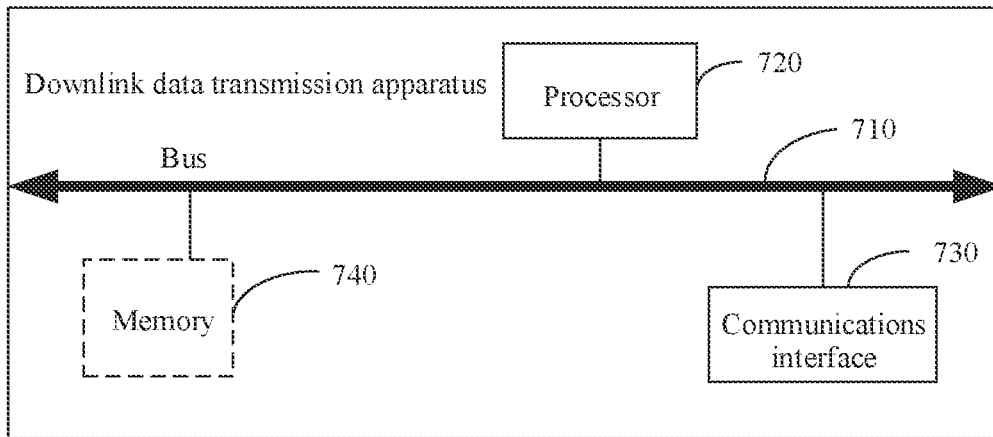 720
Downlink data transmission apparatus
Processor
710
Bus
730
740
Memory
Communications
interface